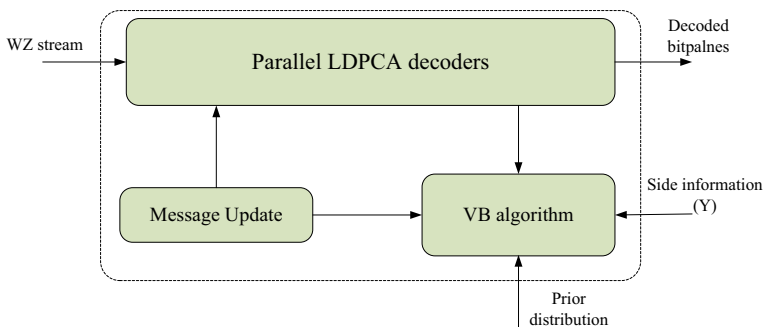 WZ stream
Parallel LDPCA decoders
Decoded
bitpalnes
Message Update
VB algorithm
Side information
(Y)
Prior
distribution